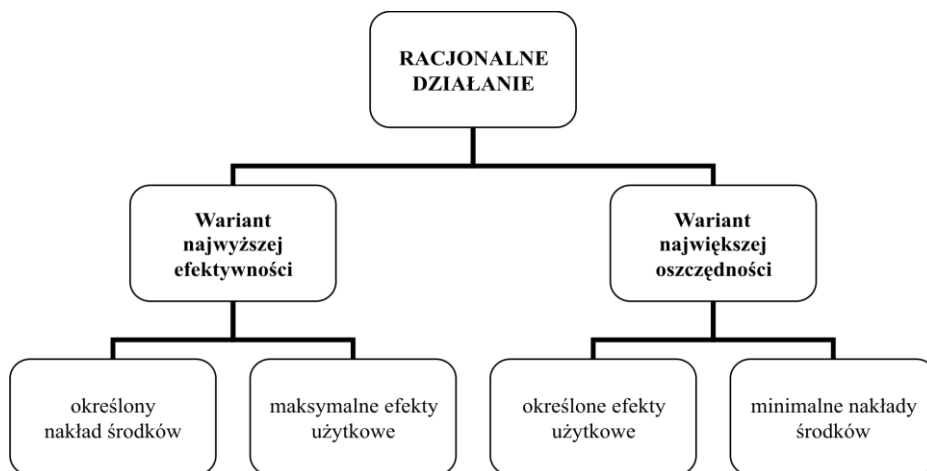 RACJONALNE
DZIAŁANIE
Wariant
najwyższej
efektywności
Wariant
największej
oszczędności
określony
nakład środków
maksymalne efekty
użytkowe
określone efekty
użytkowe
minimalne nakłady
środków